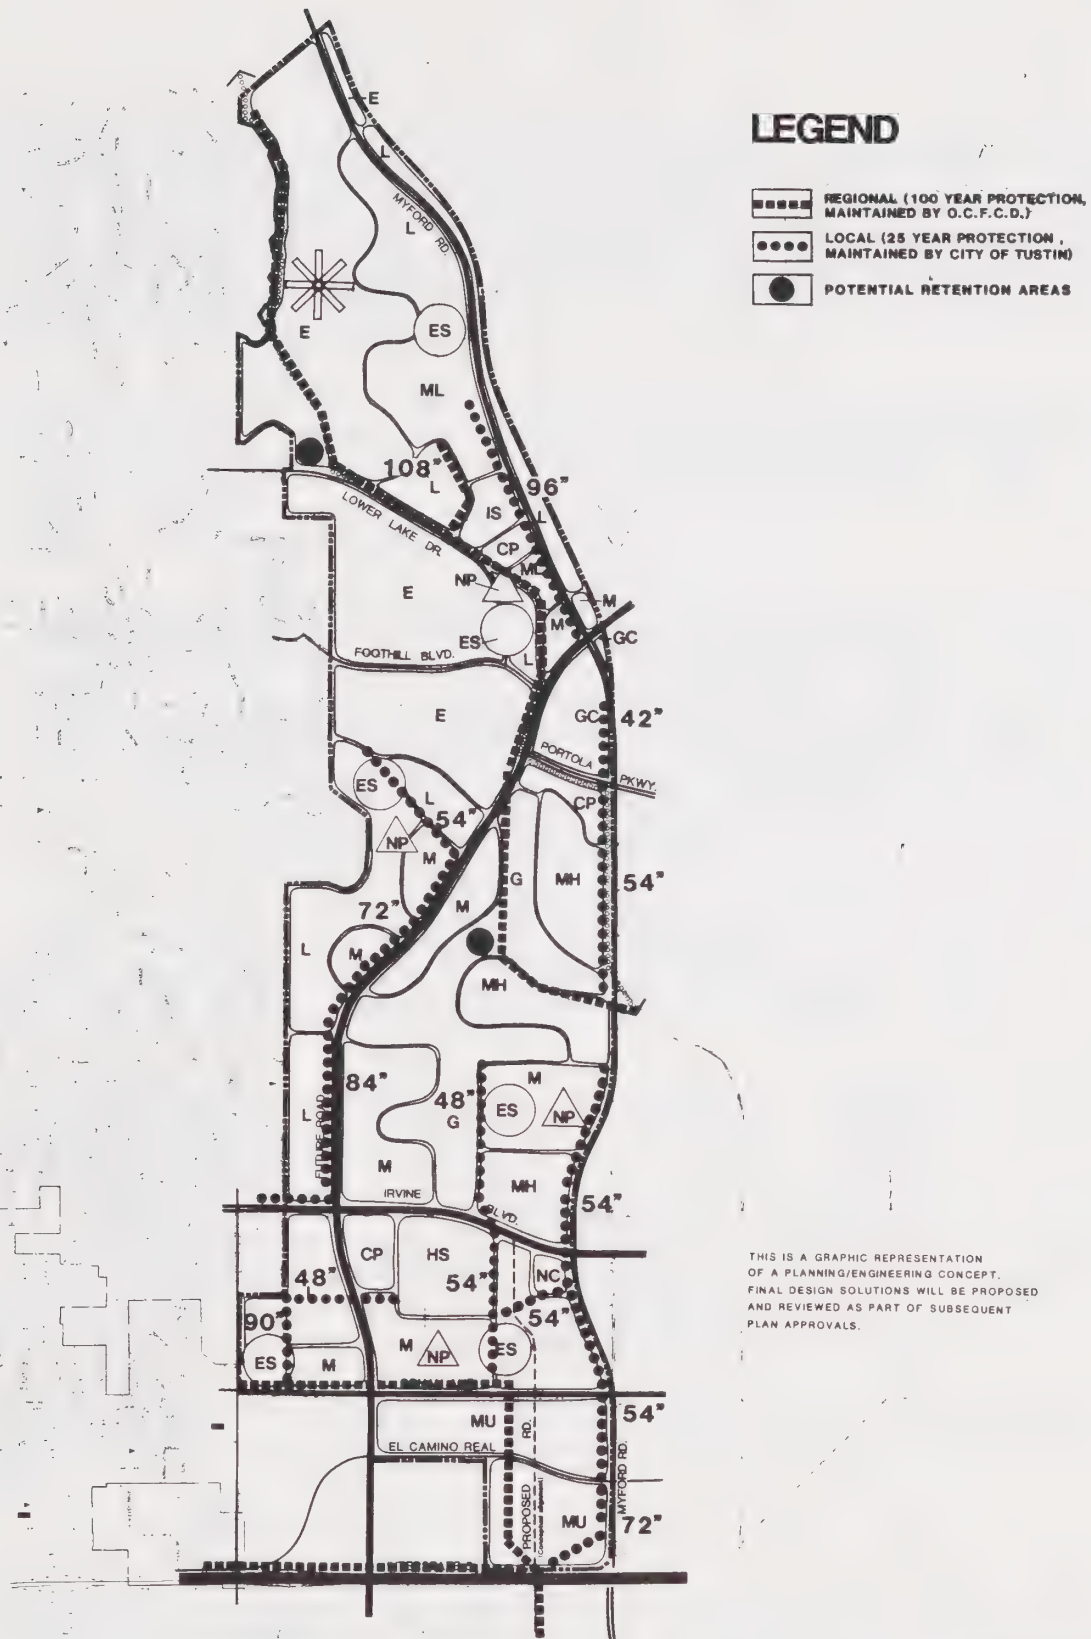 LEGEND
REGIONAL (100 YEAR PROTECTION,
MAINTAINED BY O.C.F.C.D.)
LOCAL (25 YEAR PROTECTION,
MAINTAINED BY CITY OF TUSTIN)
POTENTIAL RETENTION AREAS
E
L
MYFORD RD.
L
E
ES
ML
108"
L
96"
L
IS
LOWER LAKE DR.
CP
ML
NP
E
M
M
GC
ES
L
FOOTHILL BLVD.
E
GC
42"
PORTOLA PKWY.
ES
L
CP
54"
NP
M
G
MH
54"
72"
M
L
M
MH
84"
M
48"
ES
NP
G
L
FUTURE ROAD
M
MH
IRVINE BLVD.
54"
CP
HS
NC
48"
L
54"
54"
90"
ES
M
M
NP
ES
MU
RD.
54"
EL CAMINO REAL
MYFORD RD.
PROPOSED
(Conceptual Alignment)
MU
72"
THIS IS A GRAPHIC REPRESENTATION
OF A PLANNING/ENGINEERING CONCEPT.
FINAL DESIGN SOLUTIONS WILL BE PROPOSED
AND REVIEWED AS PART OF SUBSEQUENT
PLAN APPROVALS.